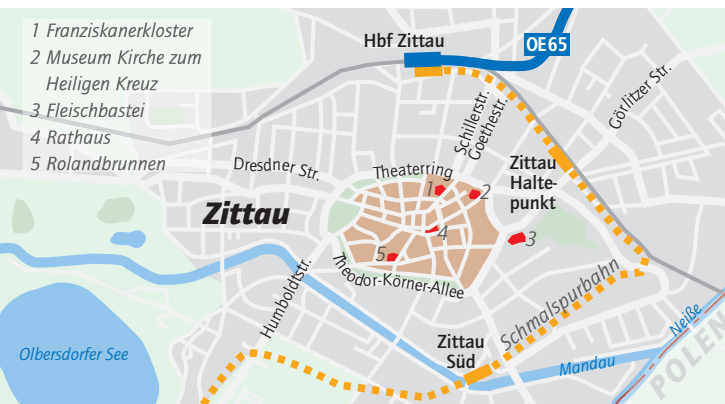 1 Franziskanerkloster
2 Museum Kirche zum
Heiligen Kreuz
3 Fleischbastei
4 Rathaus
5 Rolandbrunnen
Hbf Zittau
OE65
Görlitzer Str.
Schillerstr.
Goethestr.
Dresdner Str.
Theaterring
Zittau
Halte-
punkt
1
2
Zittau
3
4
5
Theodor-Körner-Allee
Humboldtstr.
Schmalspurbahn
Neiße
Olbersdorfer See
Zittau
Süd
Mandau
POLEN